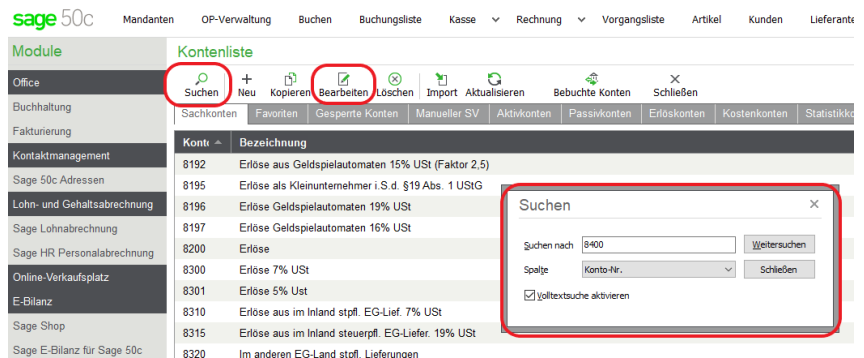 sage 50c Mandanten OP-Verwaltung Buchen Buchungsliste Kasse Rechnung Vorgangsliste Artikel Kunden Lieferante
Module
Kontenliste
Office
Suchen Neu Kopieren Bearbeiten Löschen Import Aktualisieren Bebuchte Konten Schließen
Buchhaltung
Sachkonten Favoriten Gesperrte Konten Manueller SV Aktivkonten Passivkonten Erlöskonten Kostenkonten Statistikko
Fakturierung
Kontaktmanagement
Sage 50c Adressen
Lohn- und Gehaltsabrechnung
Sage Lohnabrechnung
Sage HR Personalabrechnung
Online-Verkaufsplatz
E-Bilanz
Sage Shop
Sage E-Bilanz für Sage 50c
Konto Bezeichnung
8192 Erlöse aus Geldspielautomaten 15% USt (Faktor 2,5)
8195 Erlöse als Kleinunternehmer i.S.d. §19 Abs. 1 UStG
8196 Erlöse Geldspielautomaten 19% USt
8197 Erlöse Geldspielautomaten 16% USt
8200 Erlöse
8300 Erlöse 7% USt
8301 Erlöse 5% Ust
8310 Erlöse aus im Inland stpfl. EG-Lief. 7% USt
8315 Erlöse aus im Inland steuerpfl. EG-Liefer. 19% USt
8320 Im anderen EG-Land stpfl. Lieferungen
Suchen
Suchen nach 8400 Weitersuchen
Spalte Konto-Nr. Schließen
Volltextsuche aktivieren